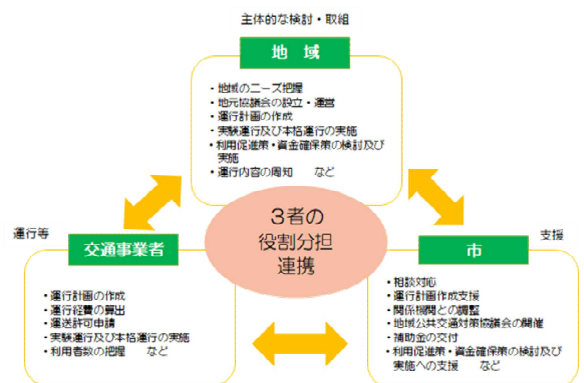 主体的な検討・取組
地　域
・地域のニーズ把握
・地元協議会の設立・運営
・運行計画の作成
・実験運行及び本格運行の実施
・利用促進策・資金確保策の検討及び
実施
・運行内容の周知　など
3者の
役割分担
連携
運行等
交通事業者
・運行計画の作成
・運行経費の算出
・運送許可申請
・実験運行及び本格運行の実施
・利用者数の把握　など
支援
市
・相談対応
・運行計画作成支援
・関係機関との調整
・地域公共交通対策協議会の開催
・補助金の交付
・利用促進策・資金確保策の検討及び
実施への支援　など